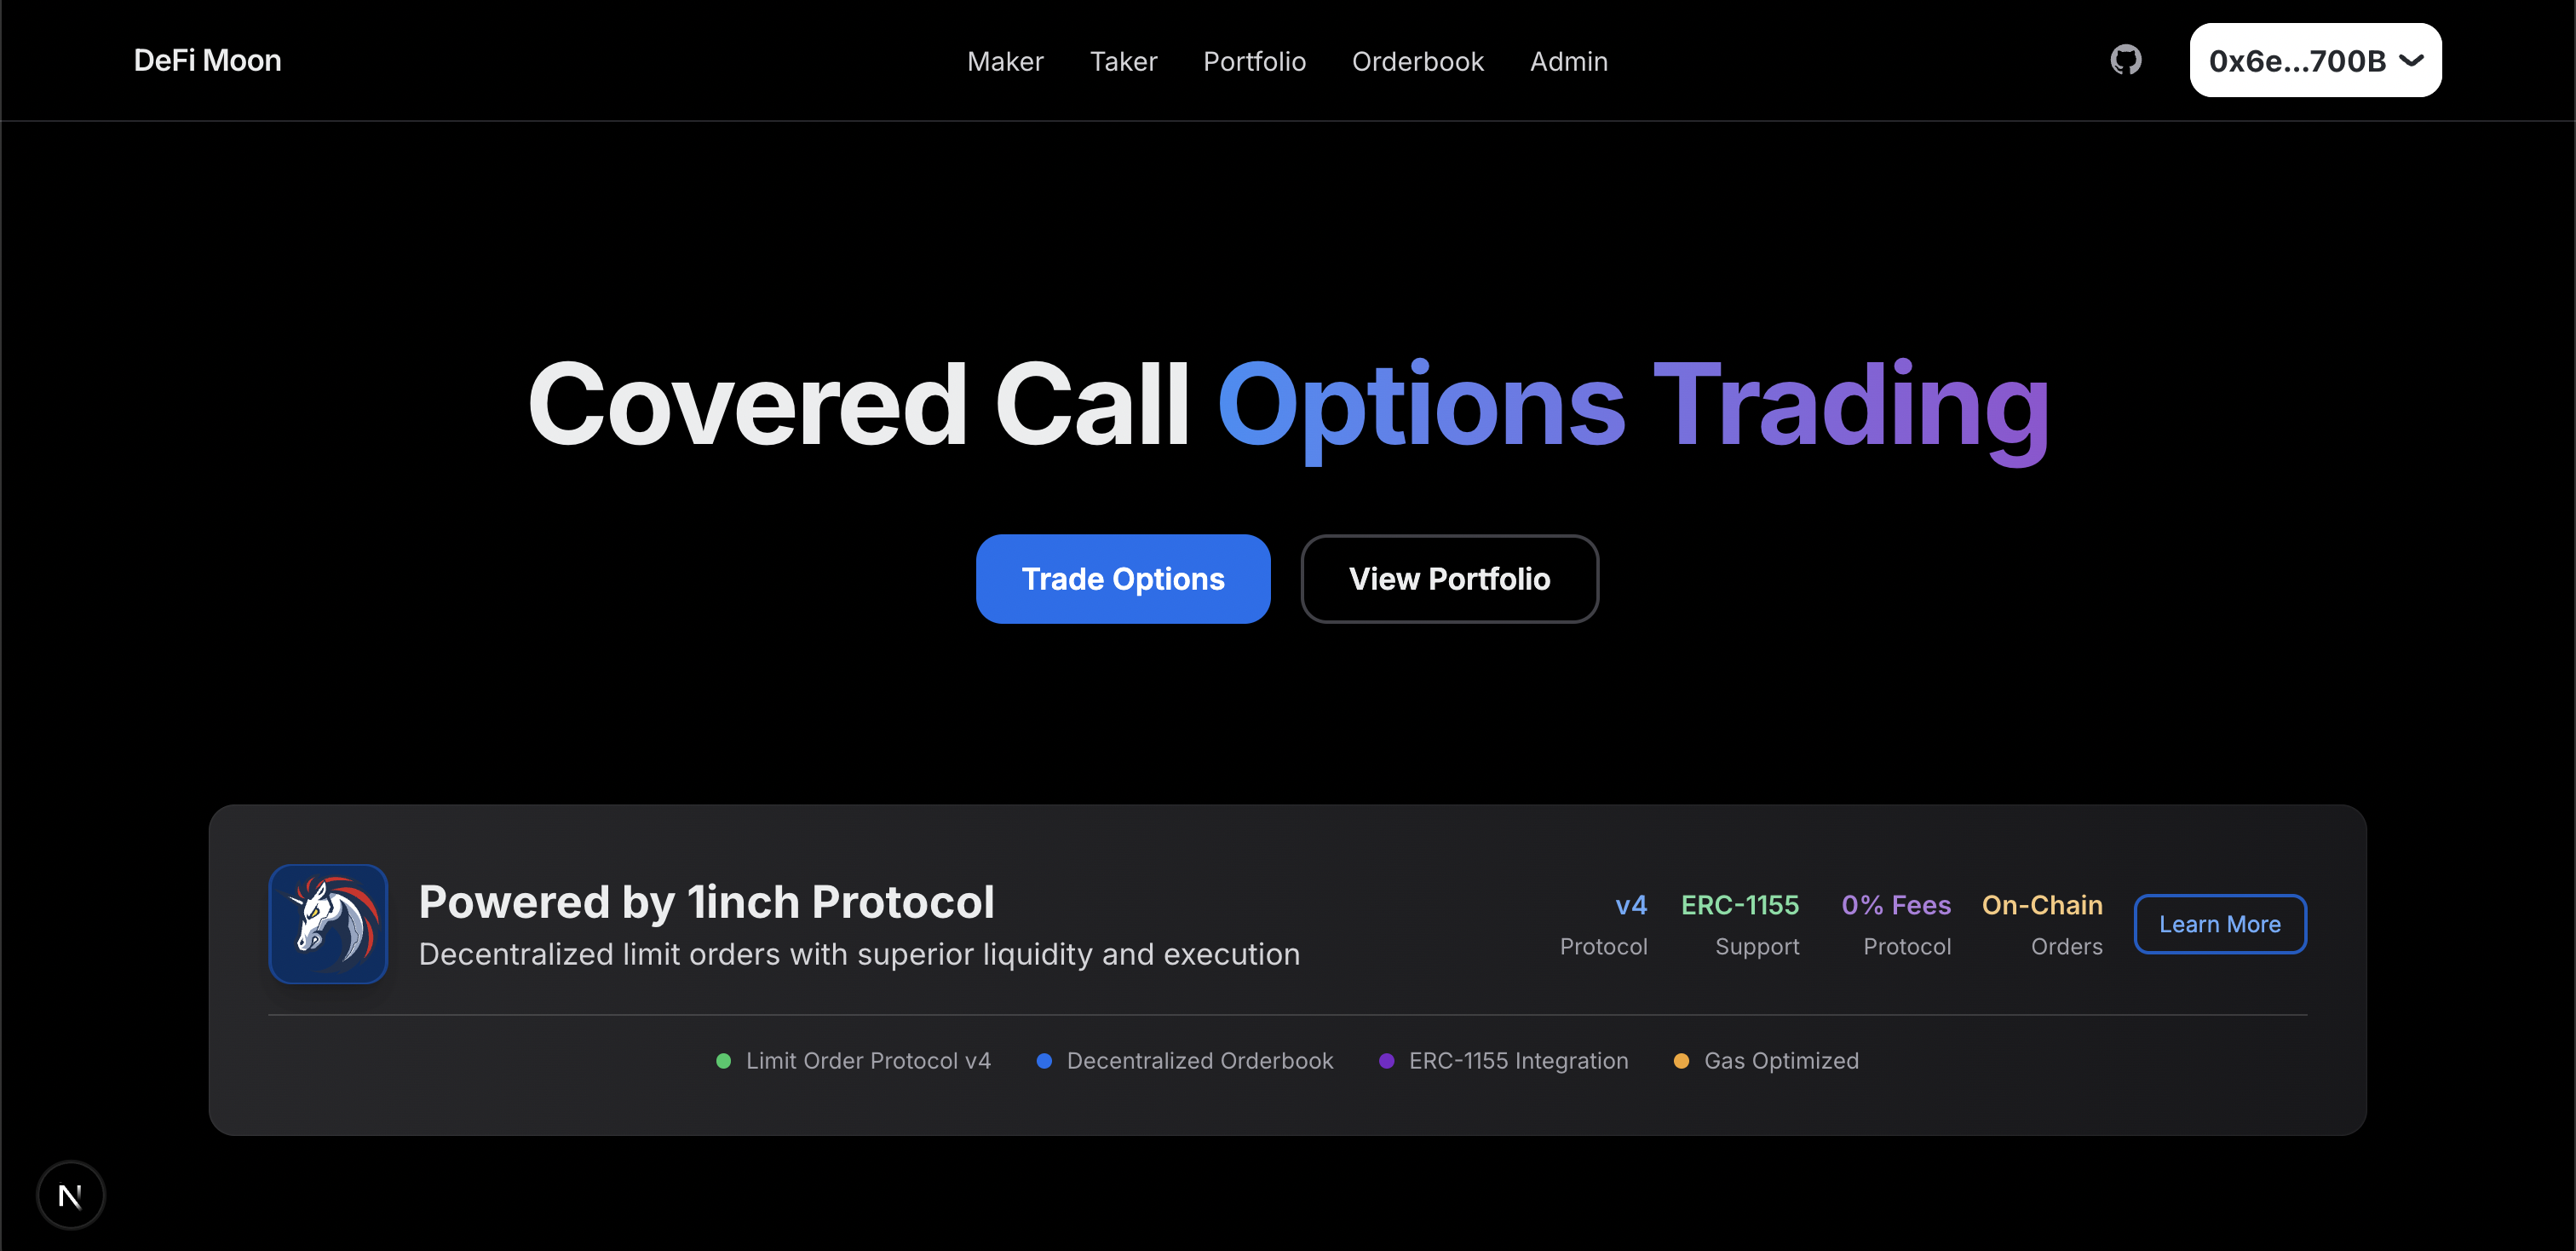 DeFi Moon
Maker
Taker
Portfolio
Orderbook
Admin
0x6e...700B
Covered Call Options Trading
Trade Options
View Portfolio
Powered by 1inch Protocol
Decentralized limit orders with superior liquidity and execution
v4
Protocol
ERC-1155
Support
0% Fees
Protocol
On-Chain
Orders
Learn More
Limit Order Protocol v4
Decentralized Orderbook
ERC-1155 Integration
Gas Optimized
N